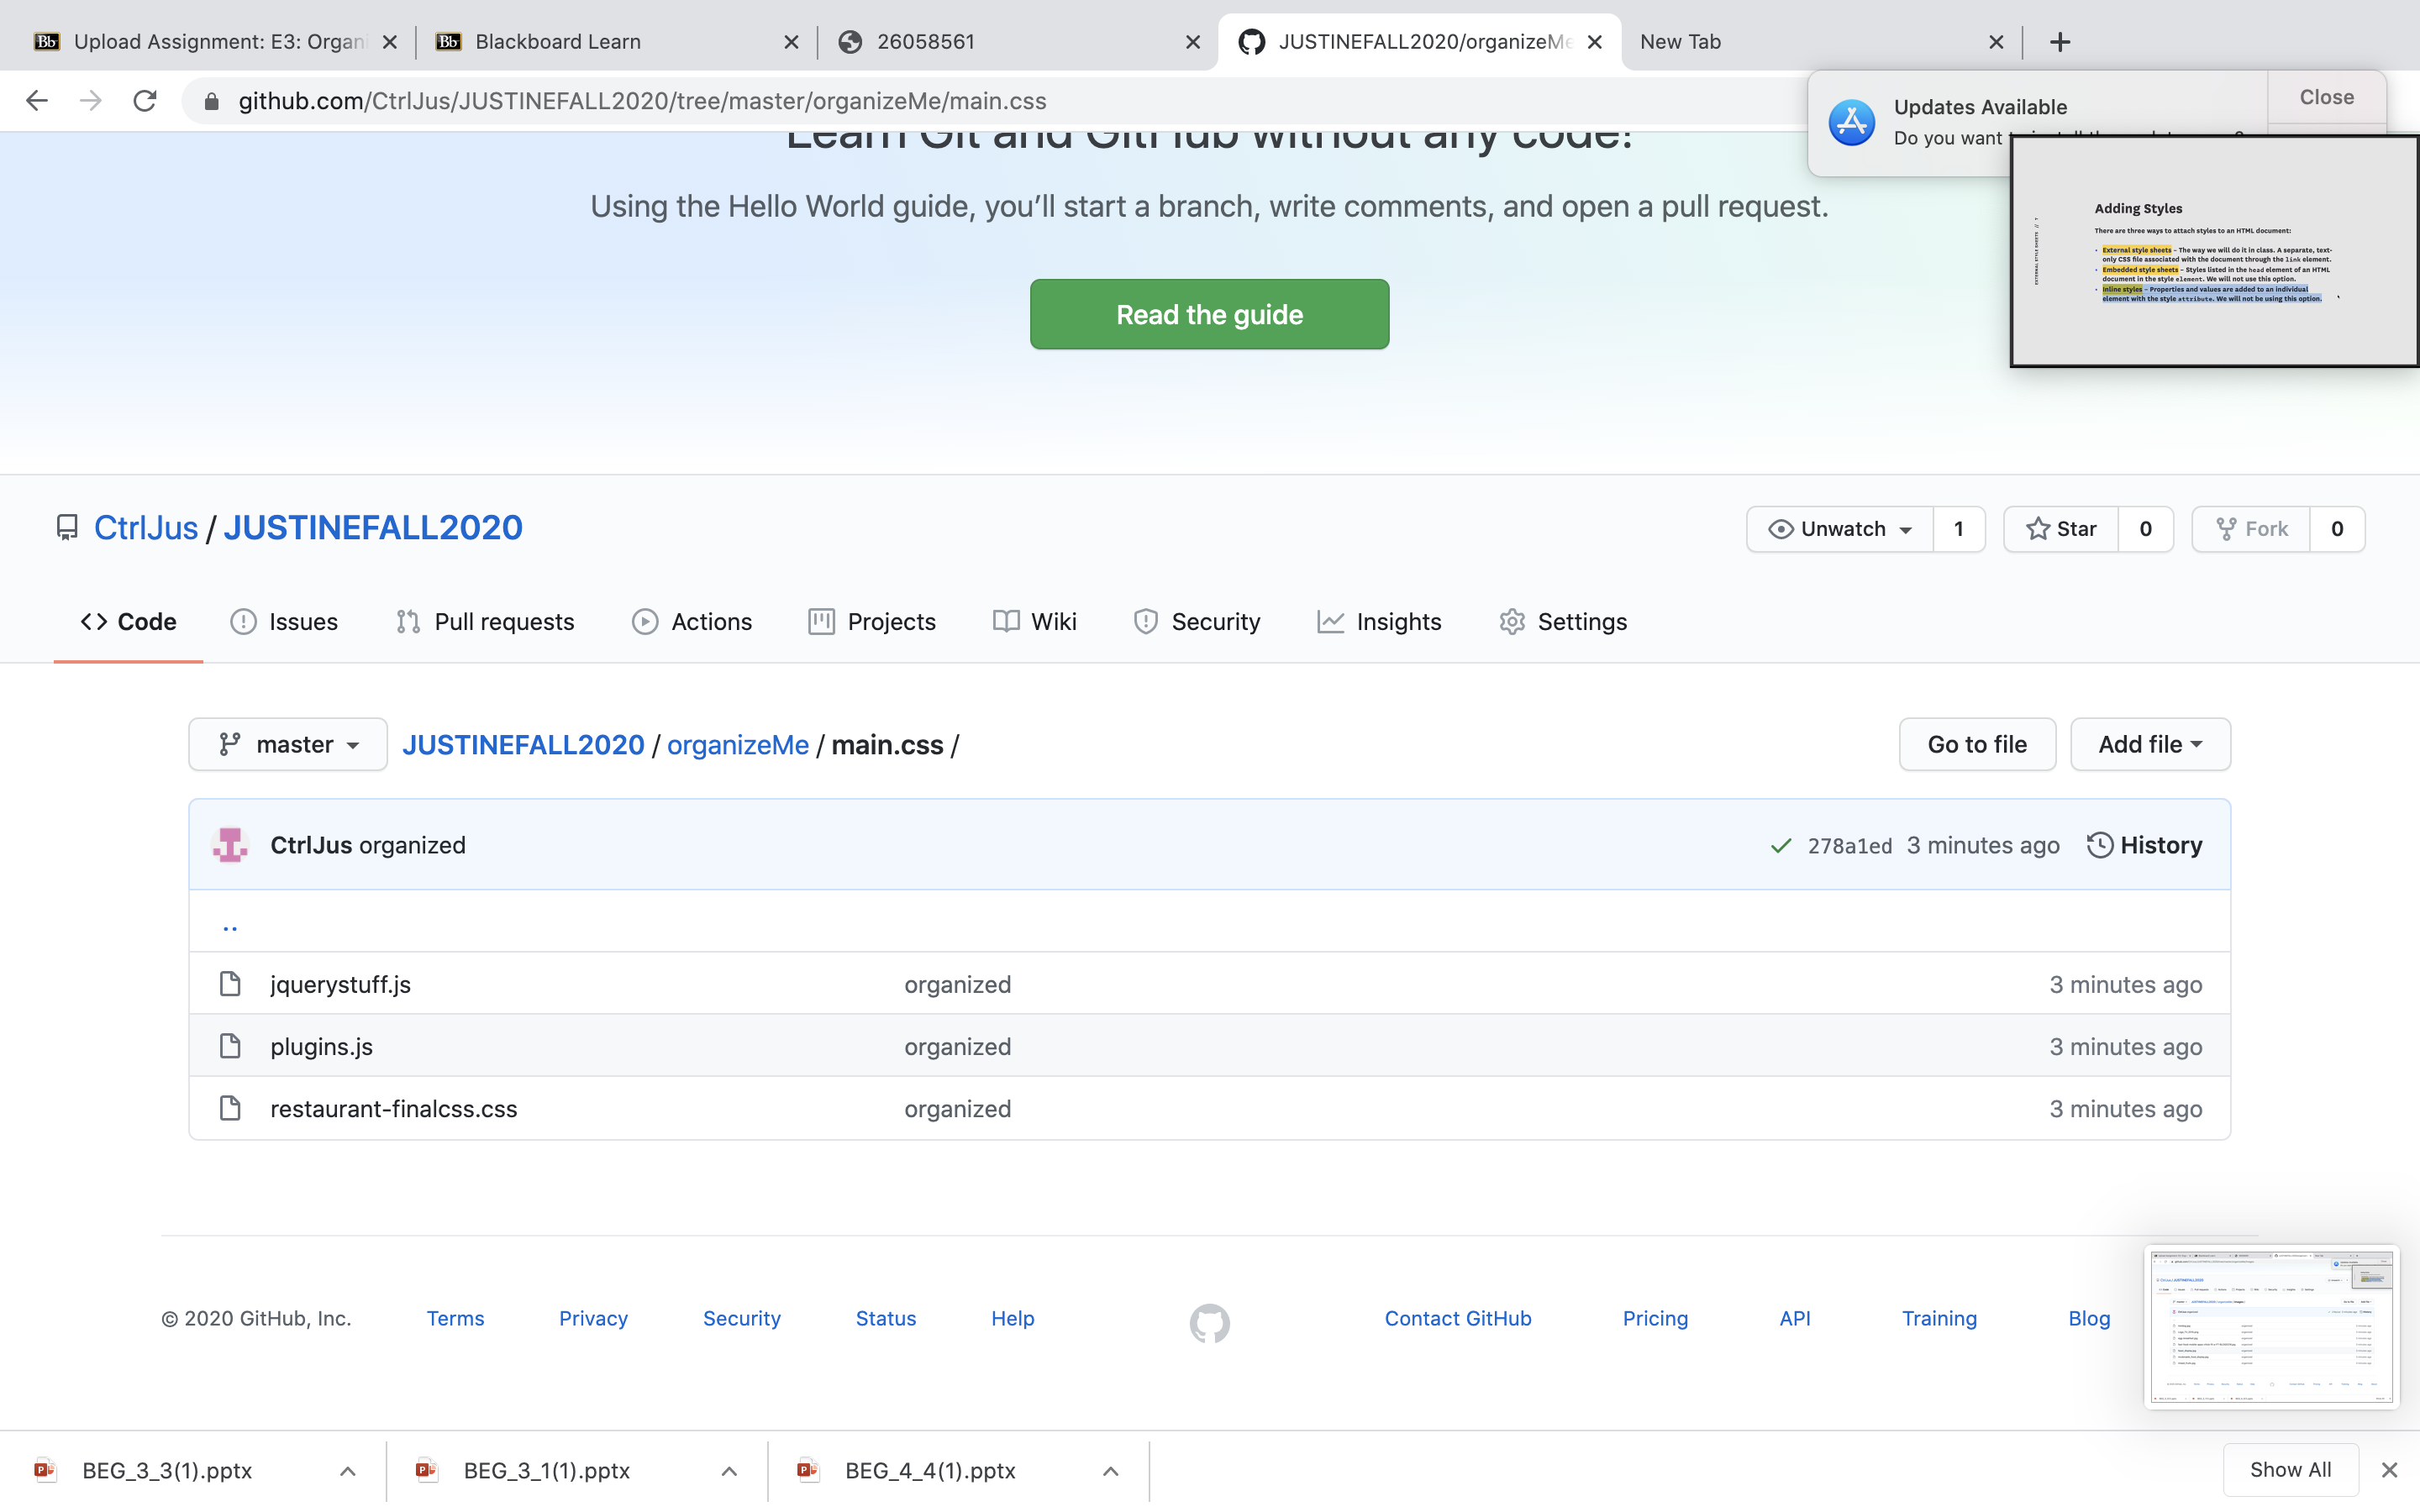 Upload Assignment: E3: Organi
Blackboard Learn
26058561
JUSTINEFALL2020/organizeMe
New Tab
github.com/CtrlJus/JUSTINEFALL2020/tree/master/organizeMe/main.css
Updates Available
Do you want
Close
Learn Git and GitHub without any code!
Using the Hello World guide, you’ll start a branch, write comments, and open a pull request.
Read the guide
EXTERNAL STYLE SHEETS //
Adding Styles
There are three ways to attach styles to an HTML document:
• External style sheets – The way we will do it in class. A separate, text-
only CSS file associated with the document through the link element.
• Embedded style sheets – Styles listed in the head element of an HTML
document in the style element. We will not use this option.
• Inline styles – Properties and values are added to an individual
element with the style attribute. We will not be using this option.
CtrlJus / JUSTINEFALL2020
Unwatch 1
Star 0
Fork 0
Code
Issues
Pull requests
Actions
Projects
Wiki
Security
Insights
Settings
master
JUSTINEFALL2020 / organizeMe / main.css /
Go to file
Add file
CtrlJus organized
278a1ed 3 minutes ago
History
..
jquerystuff.js organized 3 minutes ago
plugins.js organized 3 minutes ago
restaurant-finalcss.css organized 3 minutes ago
© 2020 GitHub, Inc.
Terms
Privacy
Security
Status
Help
Contact GitHub
Pricing
API
Training
Blog
BEG_3_3(1).pptx
BEG_3_1(1).pptx
BEG_4_4(1).pptx
Show All